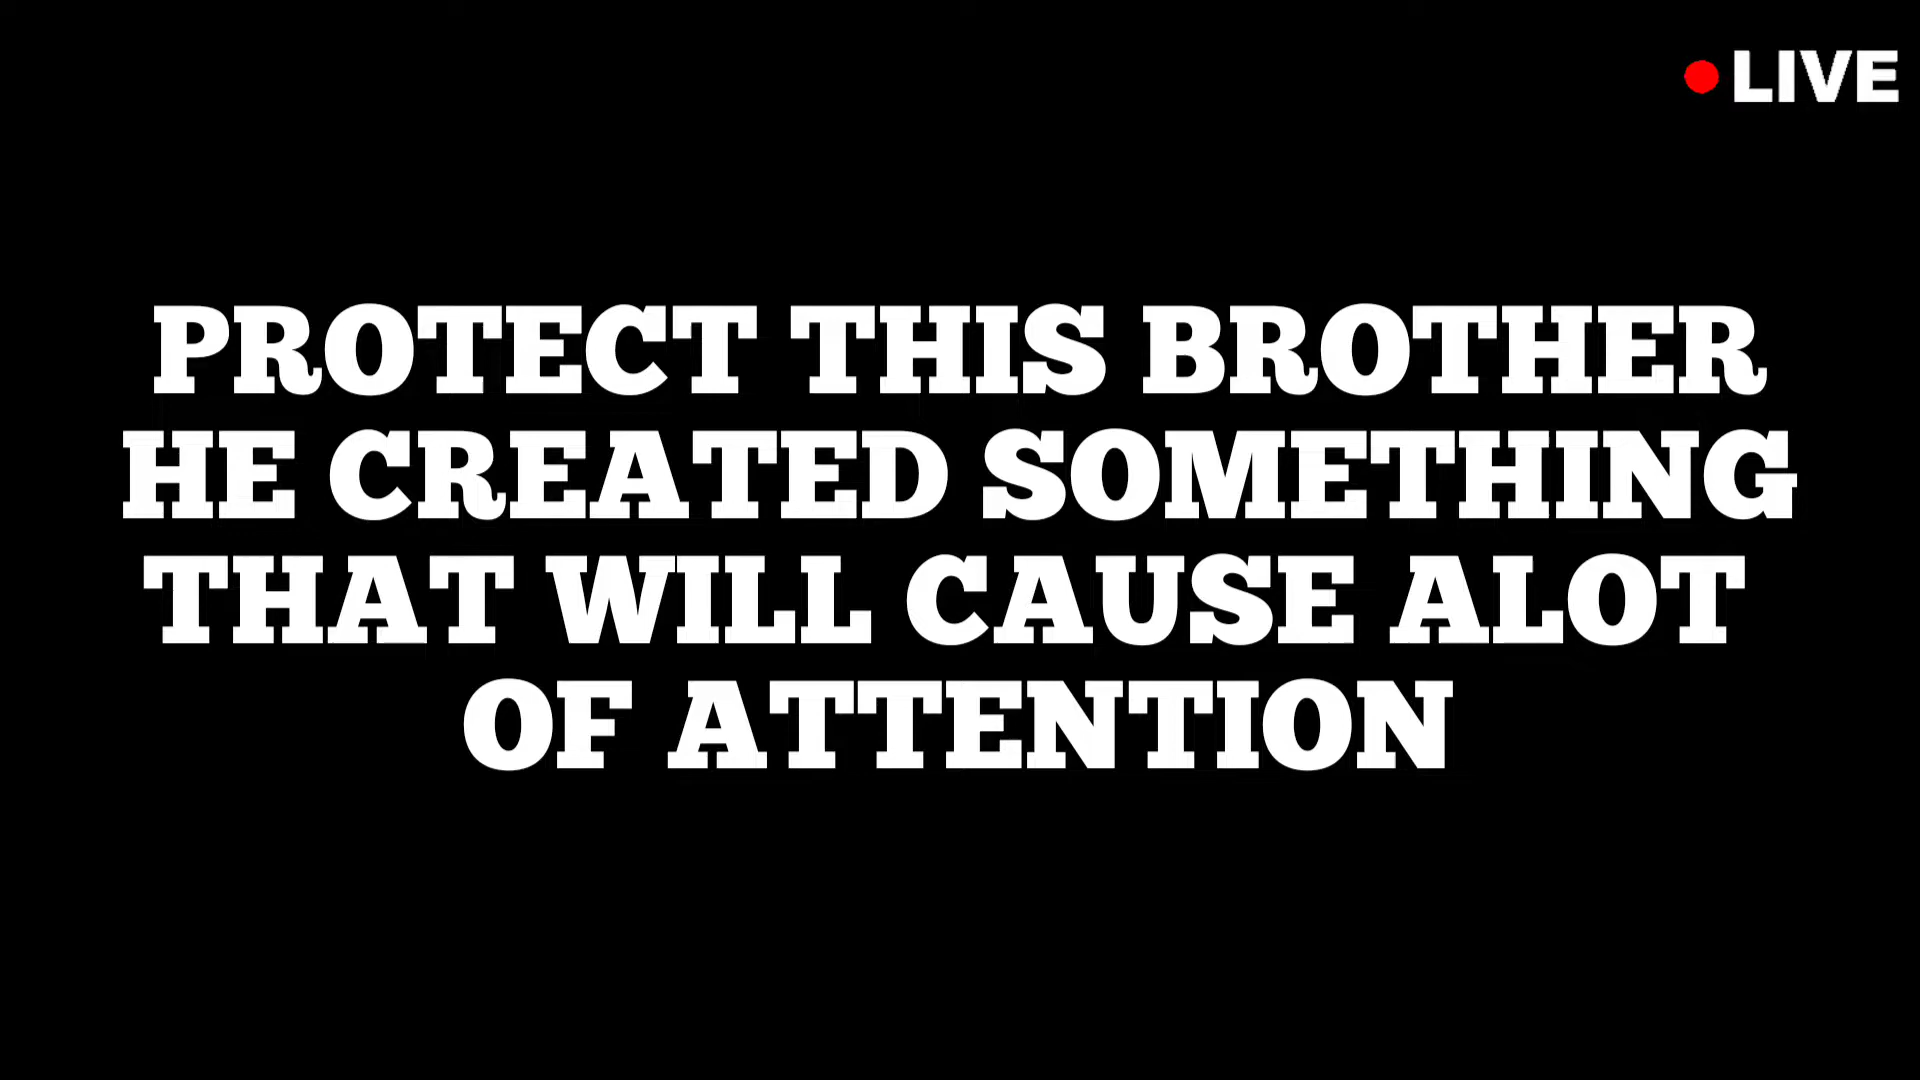 LIVE
PROTECT THIS BROTHER
HE CREATED SOMETHING
THAT WILL CAUSE ALOT
OF ATTENTION